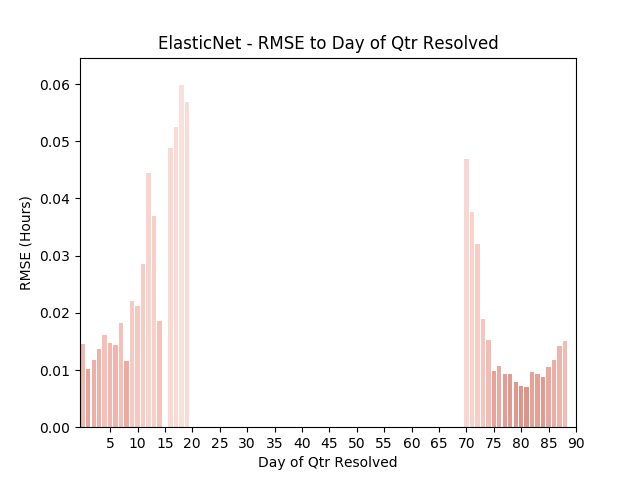 ElasticNet - RMSE to Day of Qtr Resolved
0.06
0.05
0.04
0.03
0.02
0.01
0.00
RMSE (Hours)
5 10 15 20 25 30 35 40 45 50 55 60 65 70 75 80 85 90
Day of Qtr Resolved